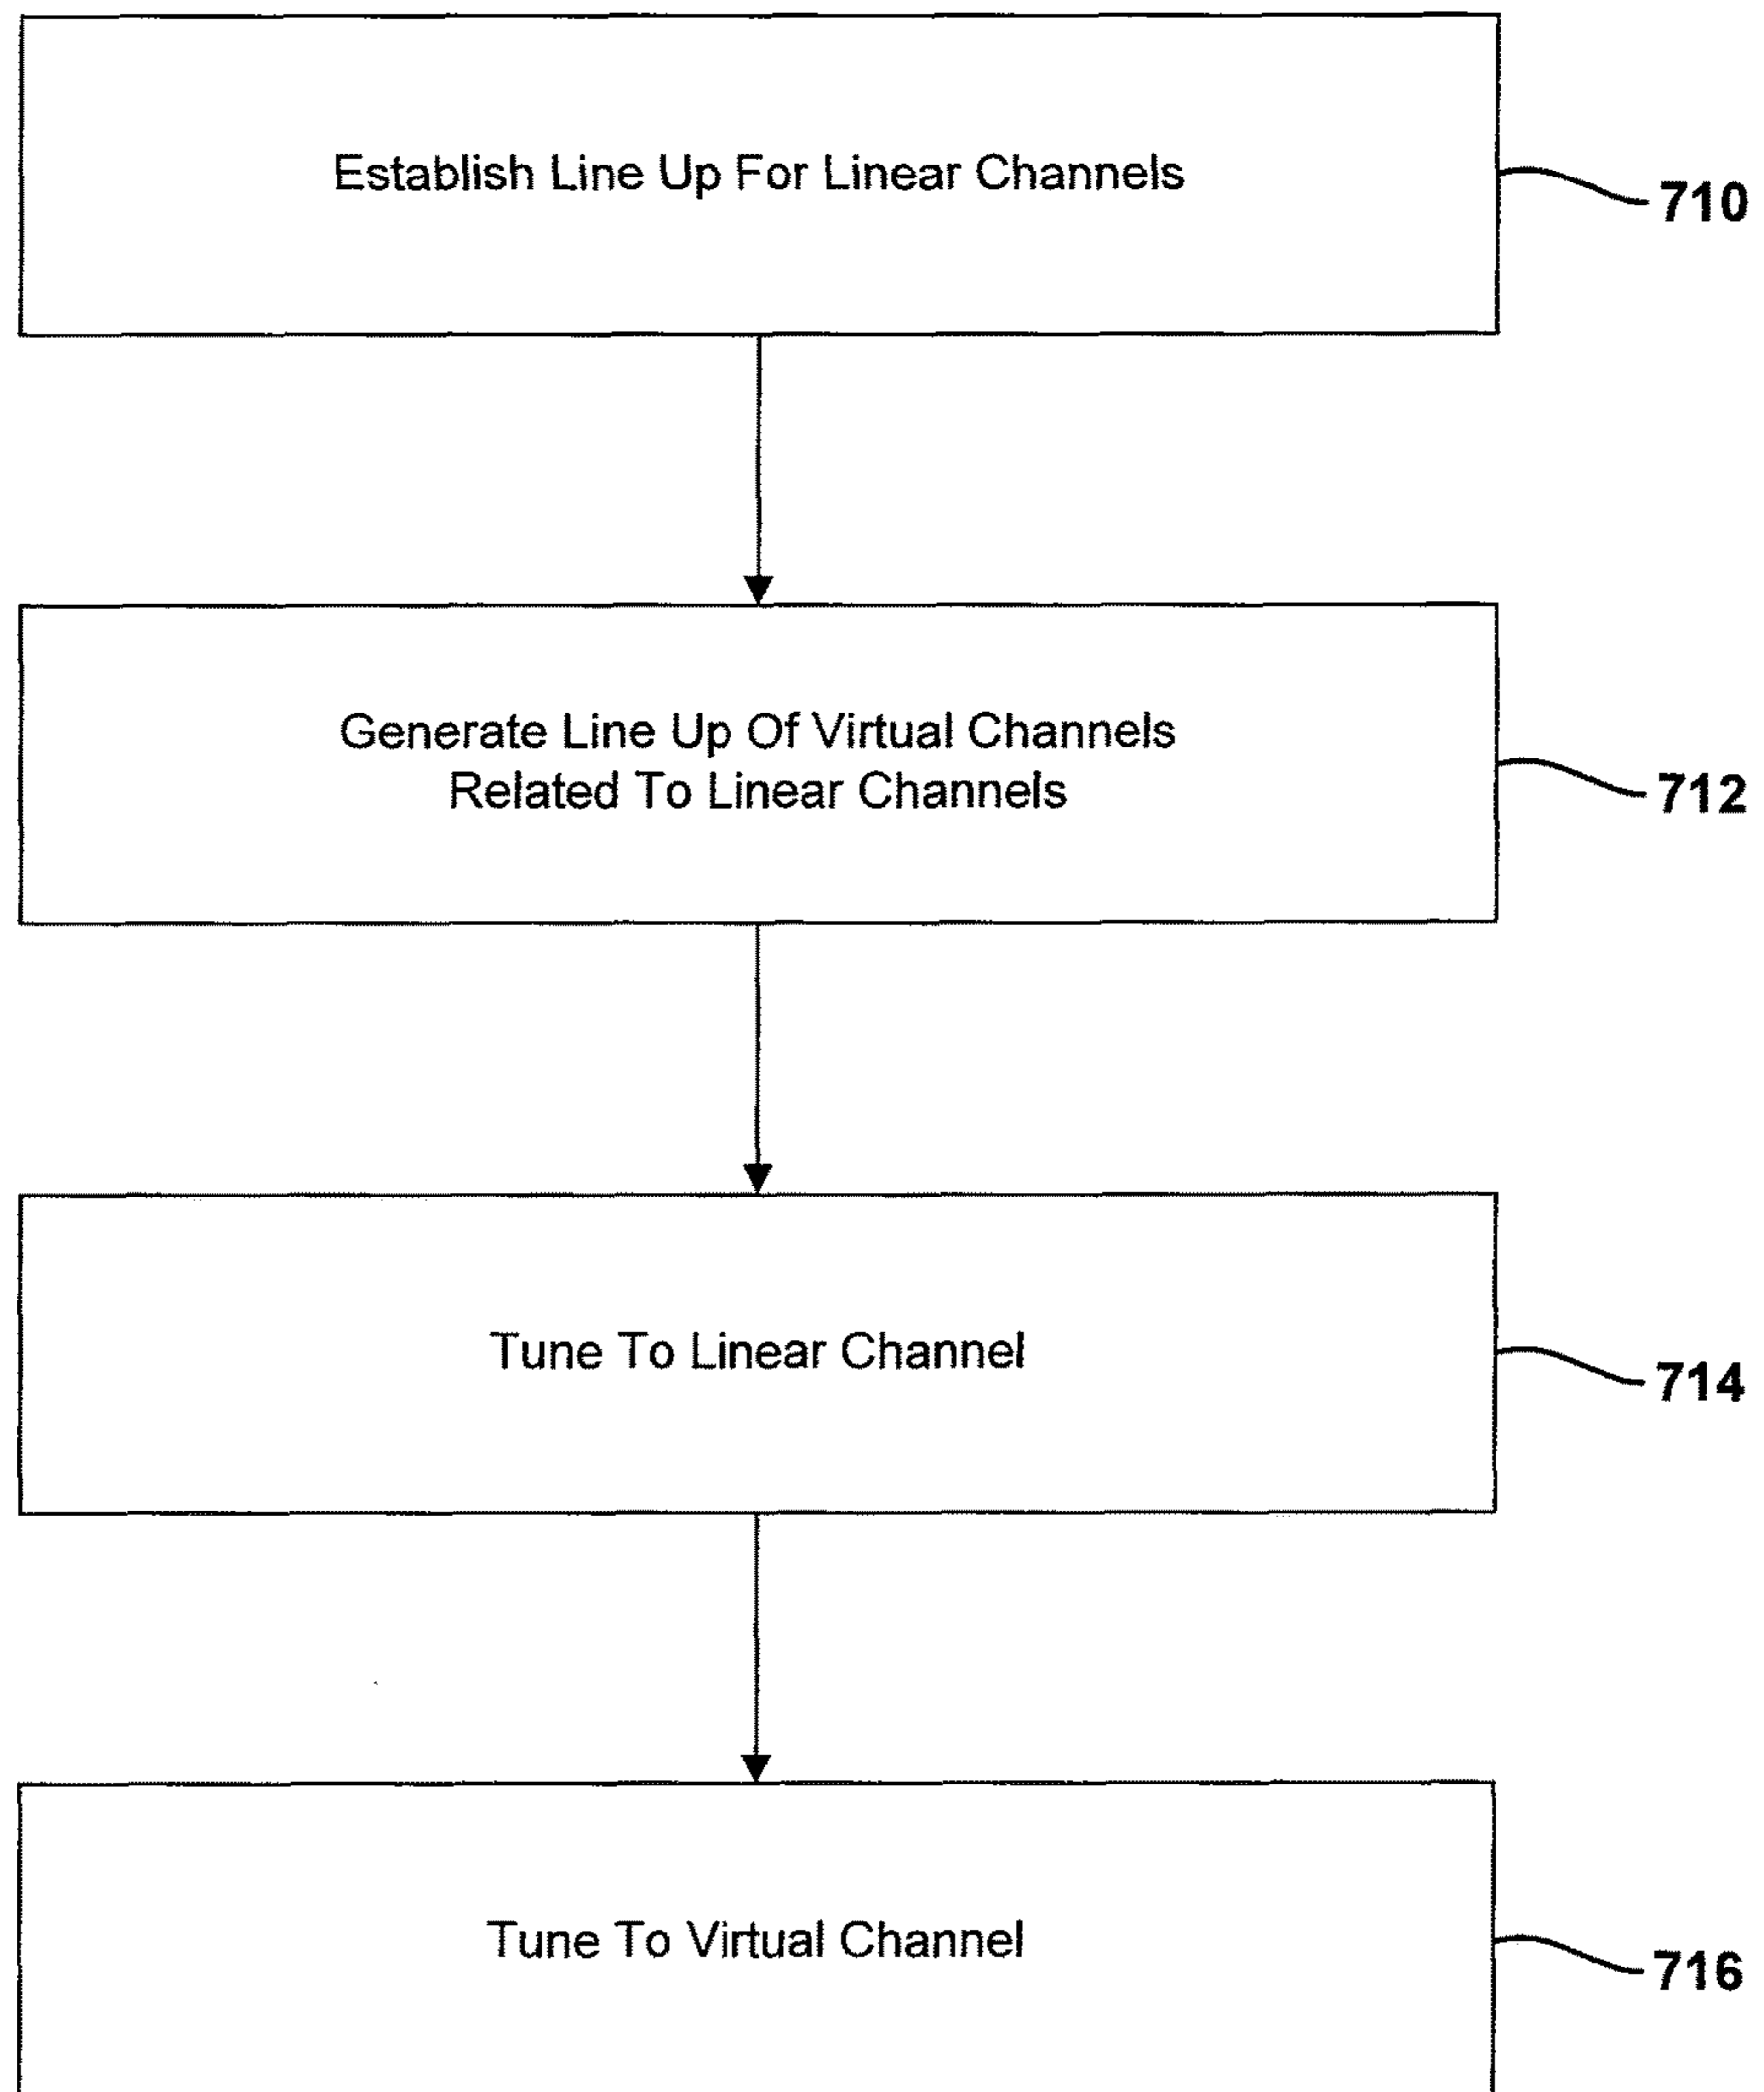 Establish Line Up For Linear Channels
710
Generate Line Up Of Virtual Channels
Related To Linear Channels
712
Tune To Linear Channel
714
Tune To Virtual Channel
716